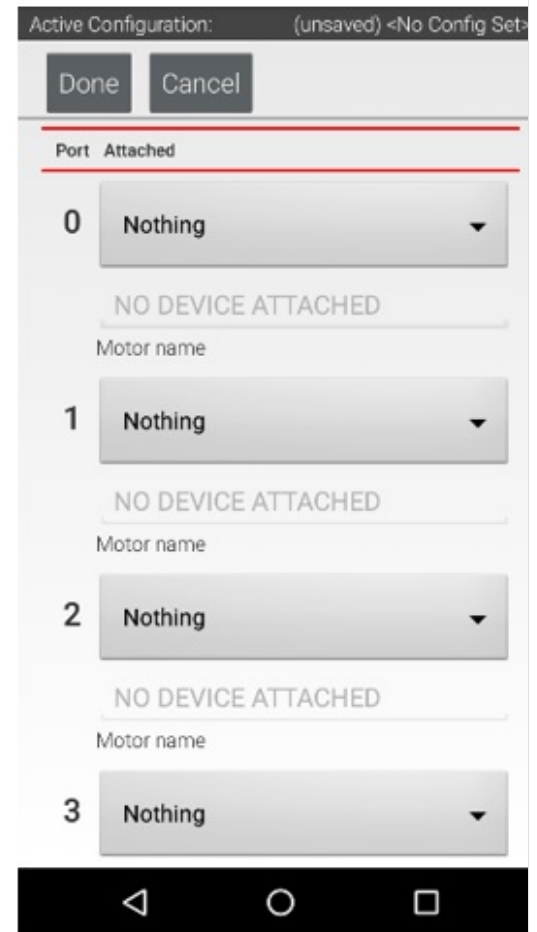 Active Configuration: (unsaved) <No Config Set>
Done Cancel
Port Attached
0 Nothing
NO DEVICE ATTACHED
Motor name
1 Nothing
NO DEVICE ATTACHED
Motor name
2 Nothing
NO DEVICE ATTACHED
Motor name
3 Nothing